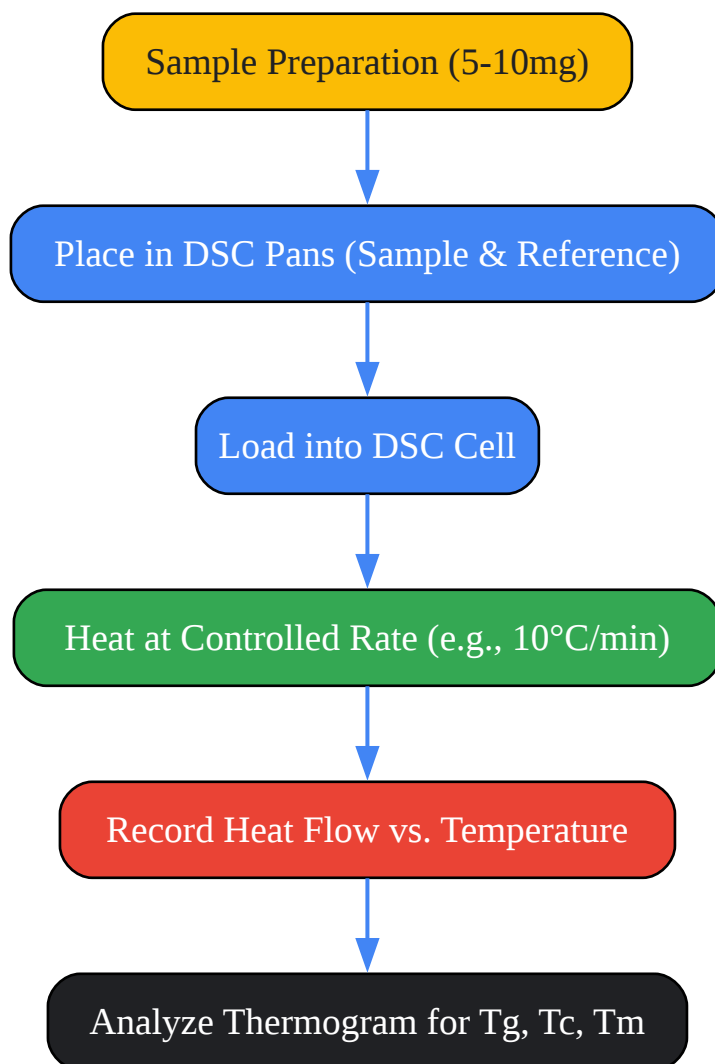 Sample Preparation (5-10mg)
Place in DSC Pans (Sample & Reference)
Load into DSC Cell
Heat at Controlled Rate (e.g., 10°C/min)
Record Heat Flow vs. Temperature
Analyze Thermogram for Tg, Tc, Tm